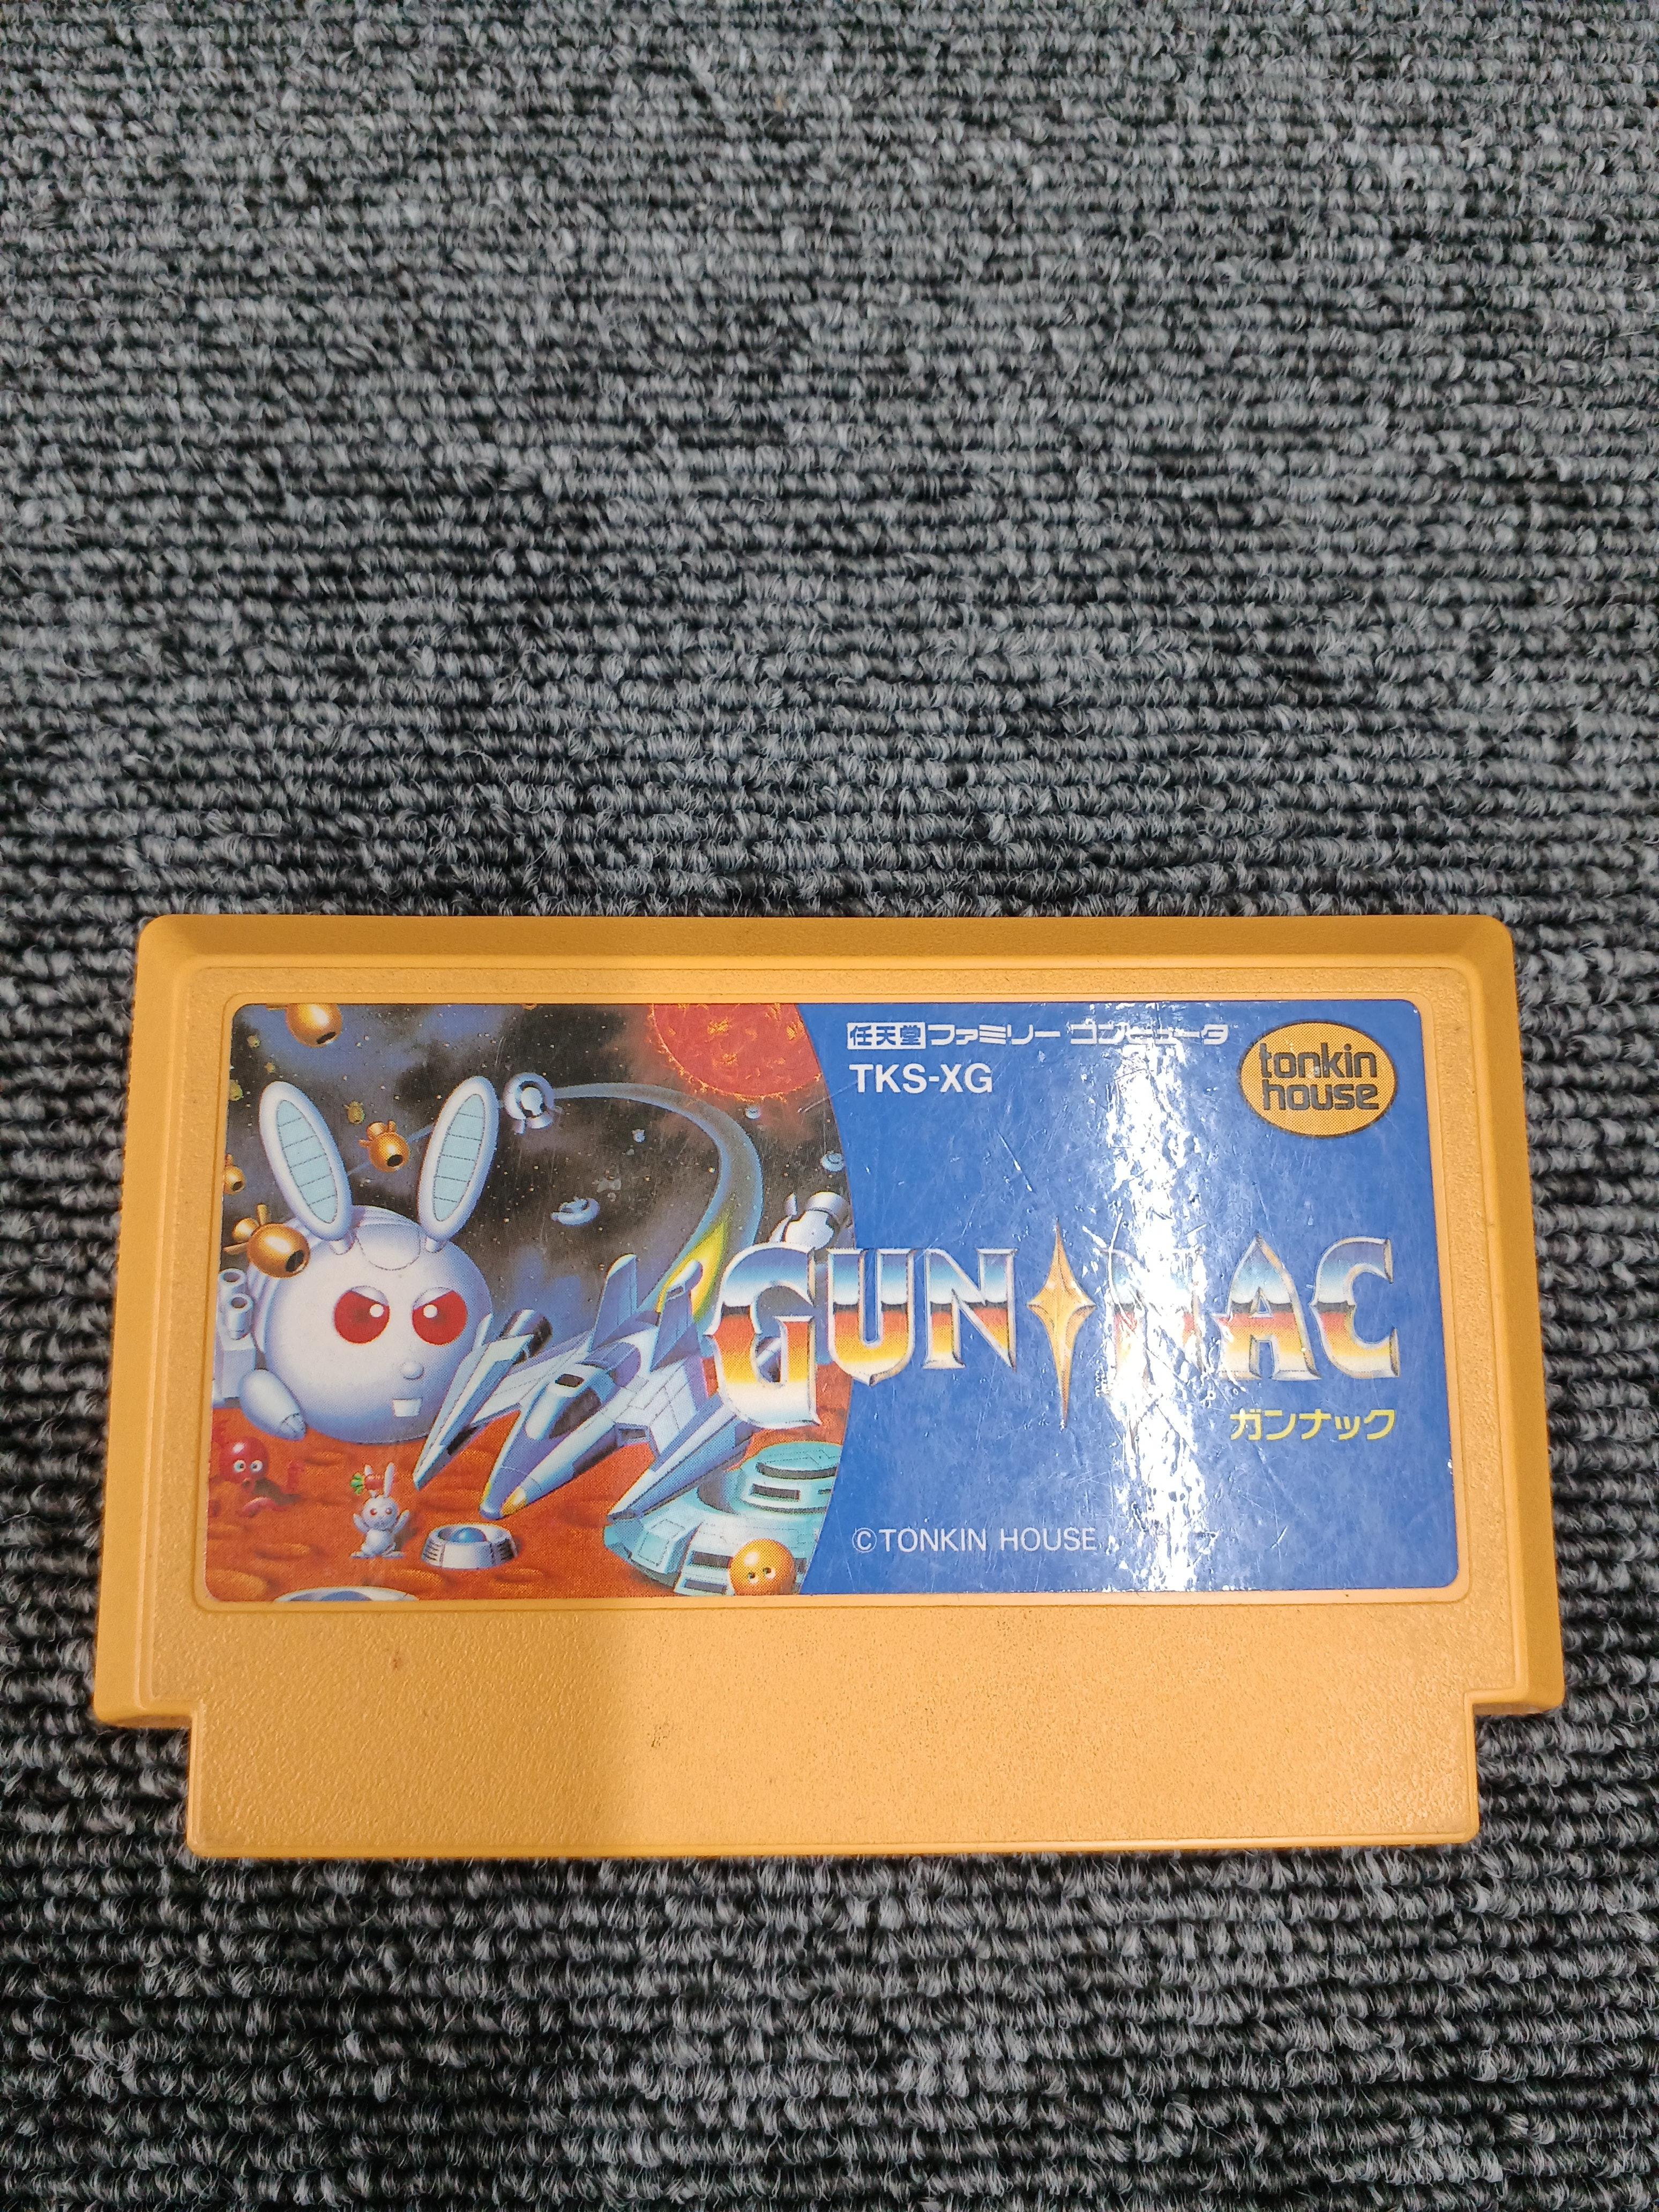 任天堂 ファミリー コンピュータ
TKS-XG
tonkin
house
GUN NAC
ガンナック
©TONKIN HOUSE